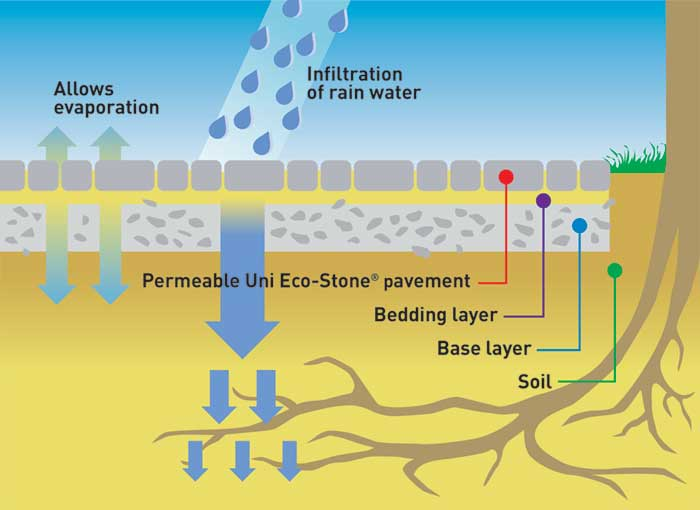 Allows
evaporation
Infiltration
of rain water
Permeable Uni Eco-Stone® pavement
Bedding layer
Base layer
Soil